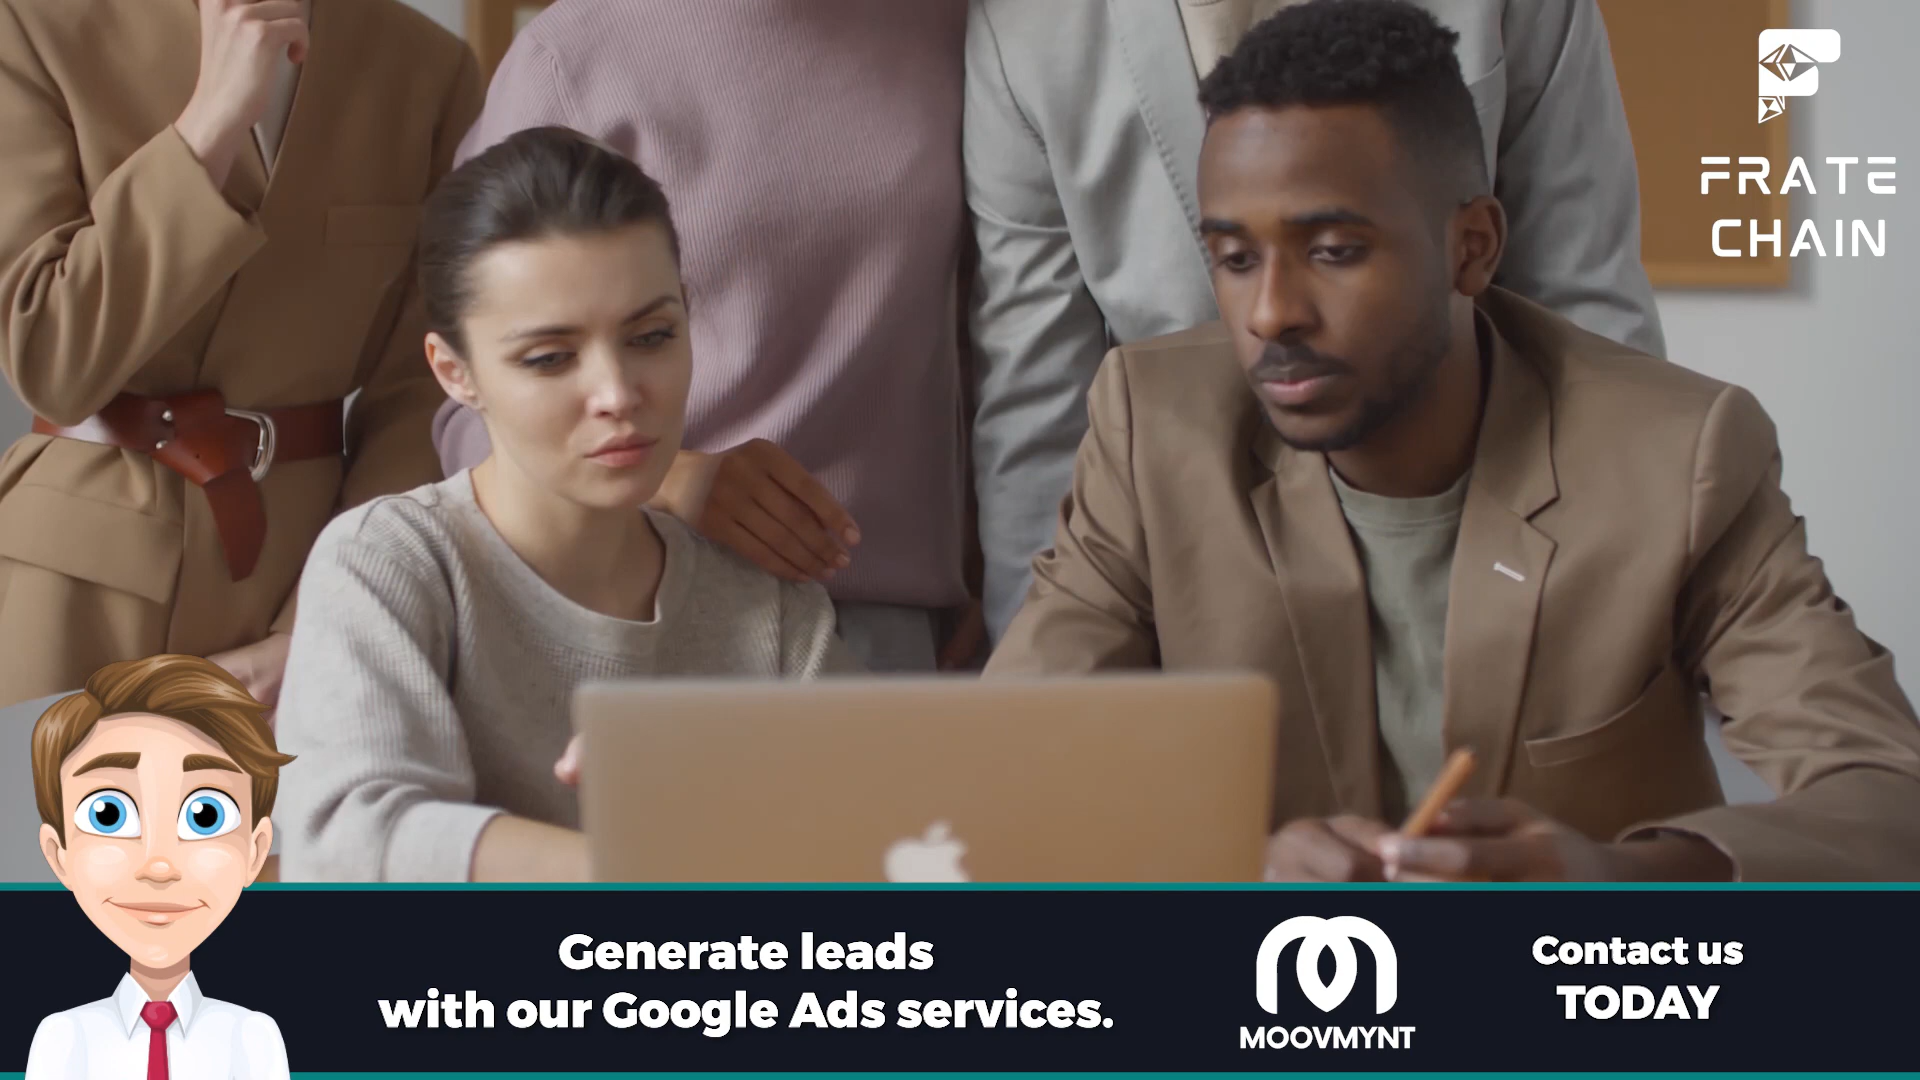 FRATE
CHAIN
Generate leads
with our Google Ads services.
MOOVMYNT
Contact us
TODAY